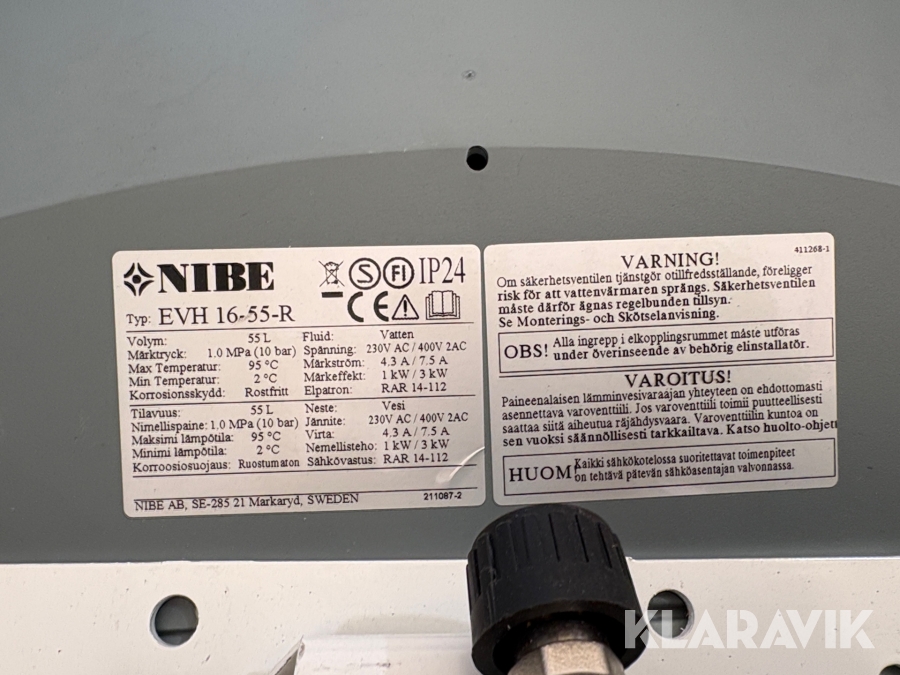 NIBE
S FI IP24
CE
Typ: EVH 16-55-R
Volym: 55 L Fluid: Vatten
Märktryck: 1.0 MPa (10 bar) Spänning: 230V AC / 400V 2AC
Max Temperatur: 95 °C Märkström: 4.3 A / 7.5 A
Min Temperatur: 2 °C Märkeffekt: 1 kW / 3 kW
Korrosionsskydd: Rostfritt Elpatron: RAR 14-112
Tilavuus: 55 L Neste: Vesi
Nimellispaine: 1.0 MPa (10 bar) Jännite: 230V AC / 400V 2AC
Maksimi lämpötila: 95 °C Virta: 4.3 A / 7.5 A
Minimi lämpötila: 2 °C Nemellisteho: 1 kW / 3 kW
Korroosiosuojaus: Ruostumaton Sähkövastus: RAR 14-112
NIBE AB, SE-285 21 Markaryd, SWEDEN 211087-2
411268-1
VARNING!
Om säkerhetsventilen tjänstgör otillfredsställande, föreligger
risk för att vattenvärmaren sprängs. Säkerhetsventilen
måste därför ägnas regelbunden tillsyn.
Se Monterings- och Skötselanvisning.
OBS! Alla ingrepp i elkopplingsrummet måste utföras
under överinseende av behörig elinstallatör.
VAROITUS!
Paineenalaisen lämminvesivaraajan yhteyteen on ehdottomasti
asennettava varoventtiili. Jos varoventtiili toimii puutteellisesti
saattaa siitä aiheutua räjähdysvaara. Varoventtiilin kuntoa on
sen vuoksi säännöllisesti tarkkailtava. Katso huolto-ohjeet
HUOM! Kaikki sähkökotelossa suoritettavat toimenpiteet
on tehtävä pätevän sähköasentajan valvonnassa.
KLARAVIK